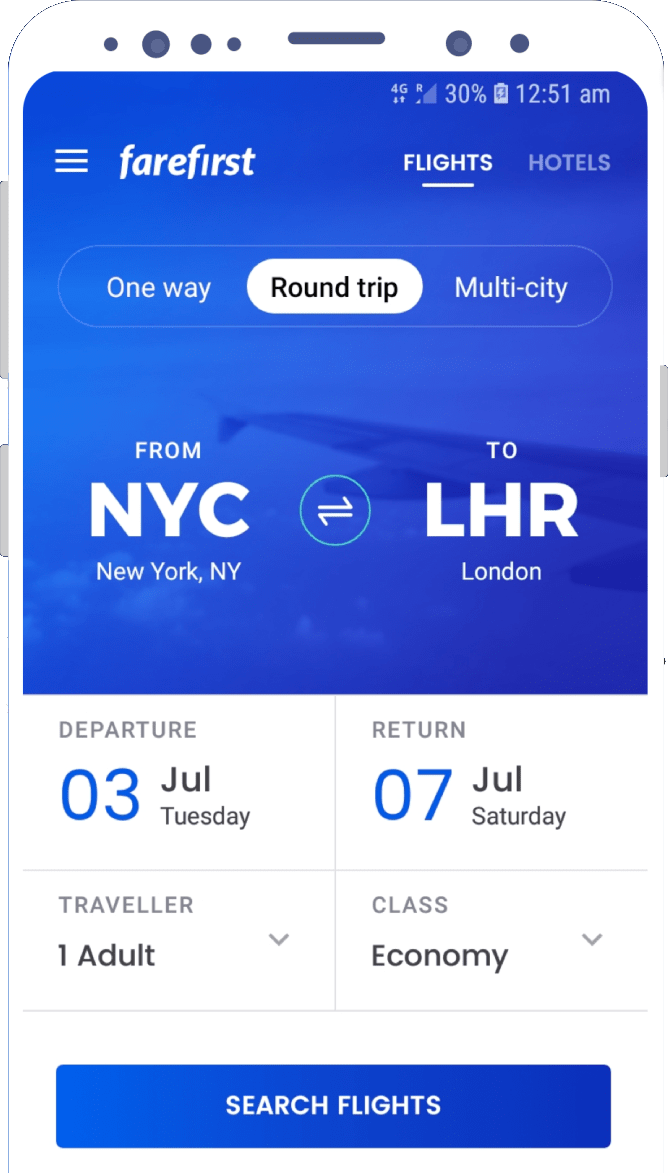 4G R 30% 12:51 am
farefirst FLIGHTS HOTELS
One way Round trip Multi-city
FROM TO
NYC LHR
New York, NY London
DEPARTURE RETURN
03 Jul 07 Jul
Tuesday Saturday
TRAVELLER CLASS
1 Adult Economy
SEARCH FLIGHTS